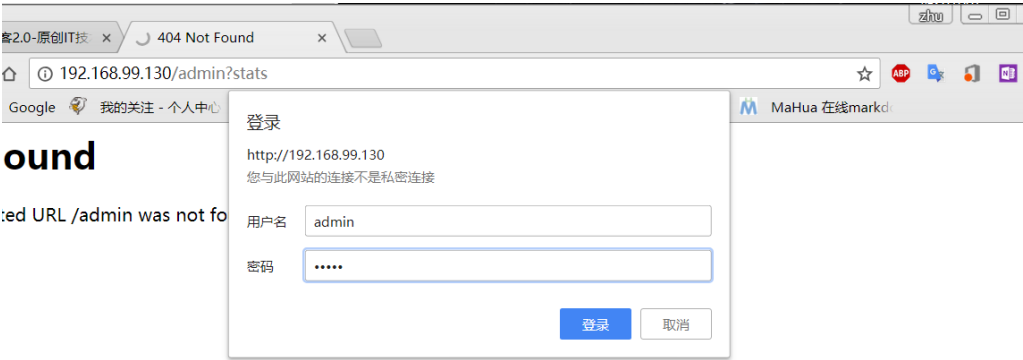 zhu
客2.0-原创IT技
404 Not Found
192.168.99.130/admin?stats
ABP
Google 我的关注 - 个人中心 MaHua 在线markd
登录
http://192.168.99.130
您与此网站的连接不是私密连接
ound
ted URL /admin was not fo
用户名 admin
密码 •••••
登录 取消